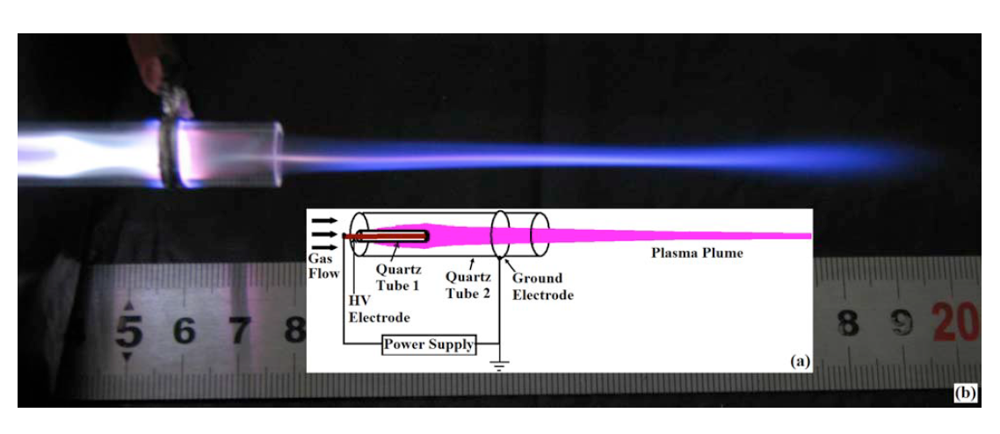 Gas
Flow
Quartz
Tube 1
HV
Electrode
Quartz
Tube 2
Ground
Electrode
Plasma Plume
Power Supply
(a)
5 6 7 8 8 9 20
(b)